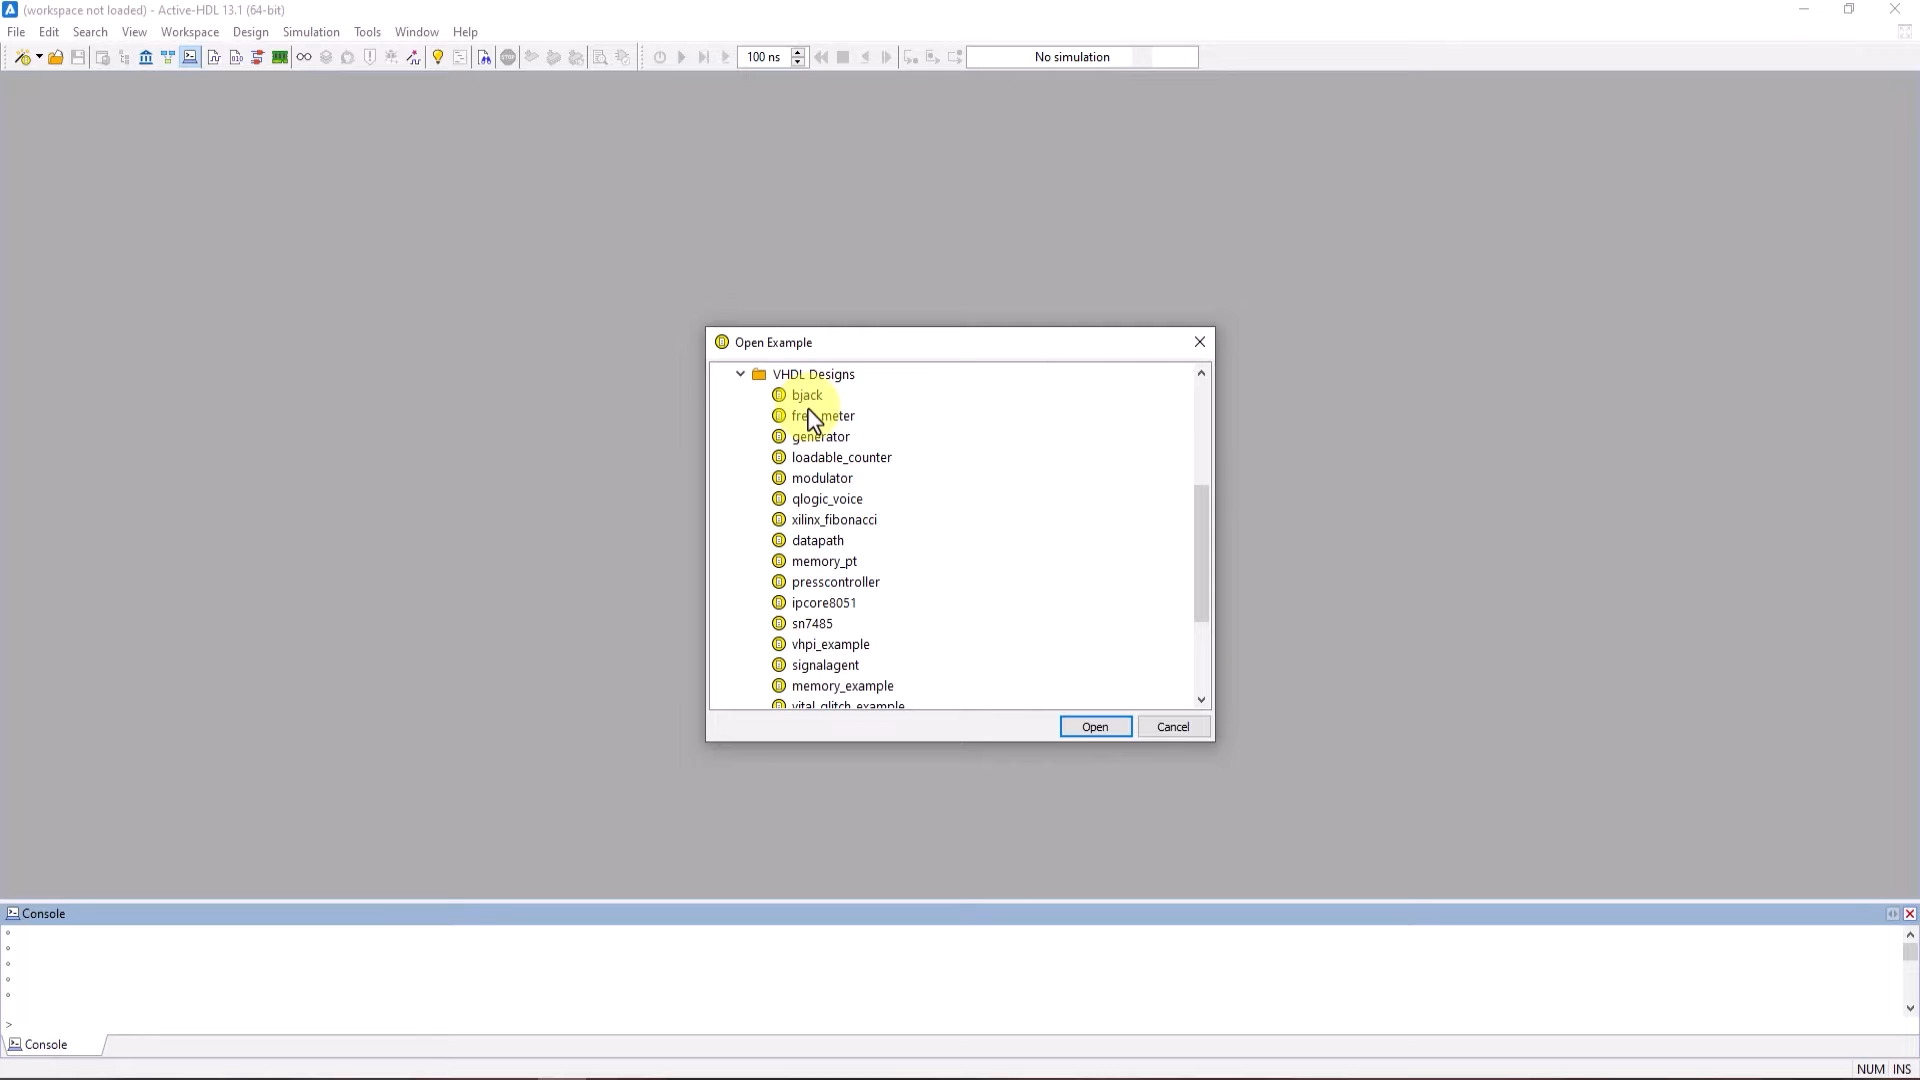 (workspace not loaded) - Active-HDL 13.1 (64-bit)
File Edit Search View Workspace Design Simulation Tools Window Help
100 ns No simulation
Open Example
VHDL Designs
bjack
freq_meter
generator
loadable_counter
modulator
qlogic_voice
xilinx_fibonacci
datapath
memory_pt
presscontroller
ipcore8051
sn7485
vhpi_example
signalagent
memory_example
vital_glitch_example
Open Cancel
Console
>
Console
NUM INS